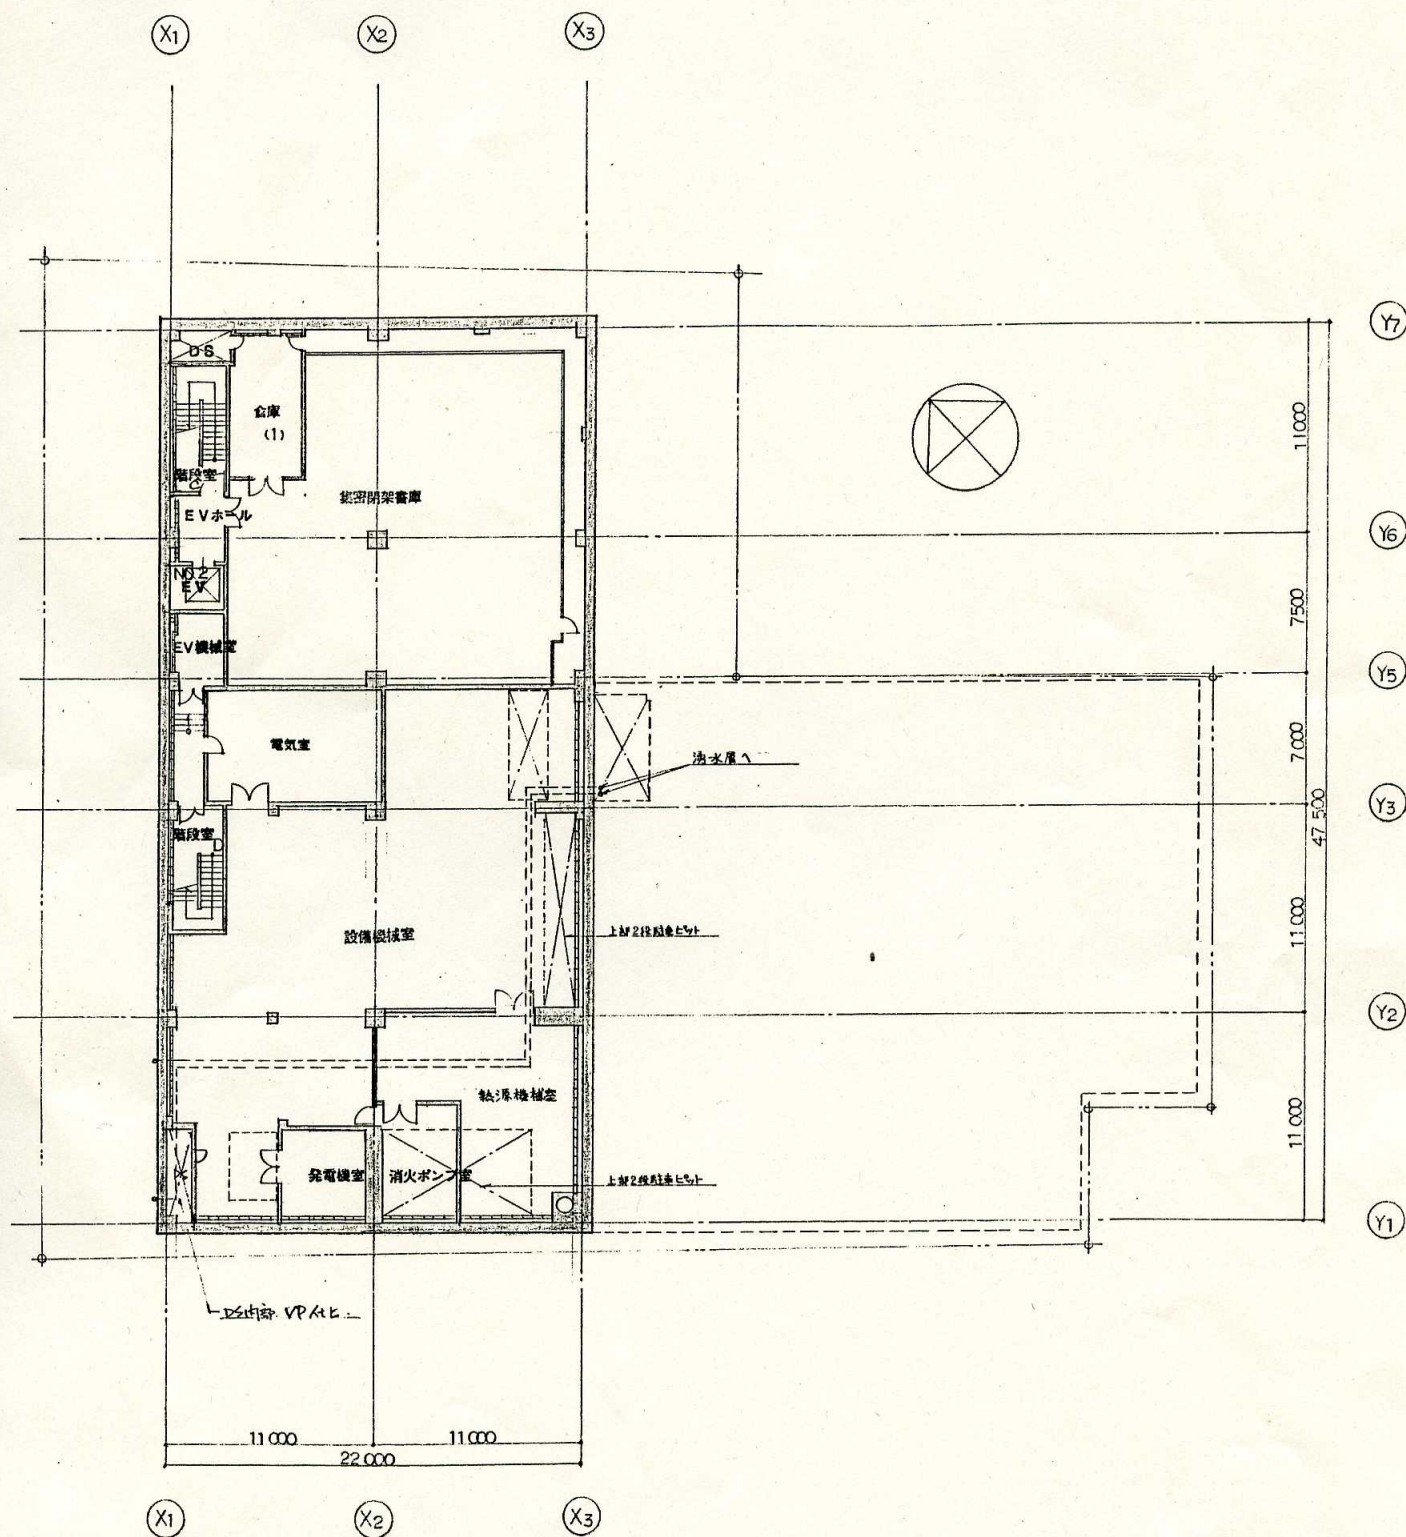 X1
X2
X3
Y7
DS
倉庫
(1)
11000
階段室
C
集密閉架書庫
EVホール
Y6
NO.2
EV
7500
EV機械室
Y5
電気室
7000
湧水層へ
Y3
47 500
階段室
D
設備機械室
上部2段駐車ピット
11000
Y2
熱源機械室
11000
発電機室
消火ポンプ室
上部2段駐車ピット
Y1
DS内部 VP仕上
11000
11000
22000
X1
X2
X3